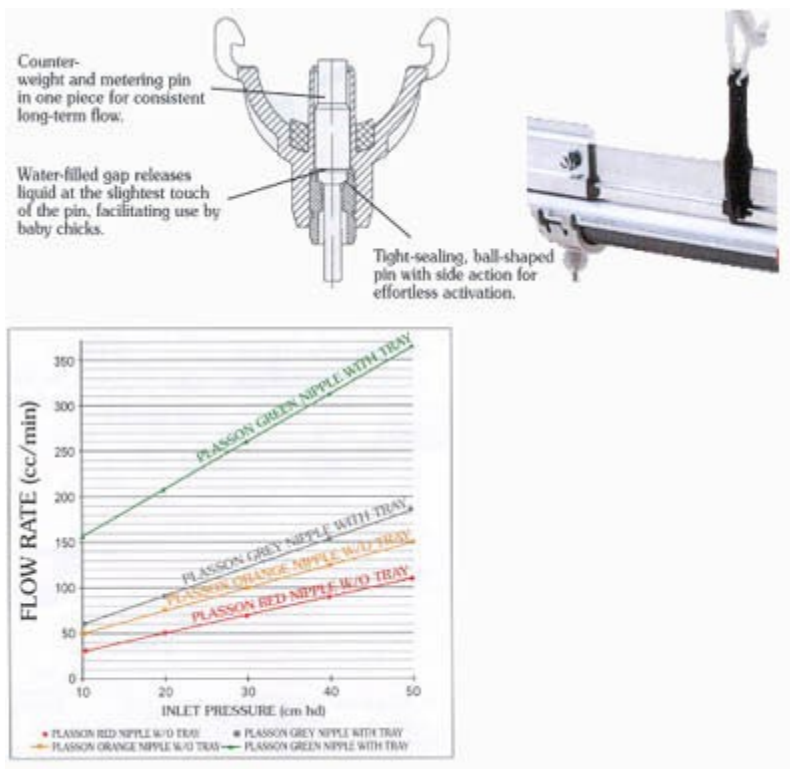 Counter-
weight and metering pin
in one piece for consistent
long-term flow.
Water-filled gap releases
liquid at the slightest touch
of the pin, facilitating use by
baby chicks.
Tight-sealing, ball-shaped
pin with side action for
effortless activation.
FLOW RATE (cc/min)
350
300
250
200
150
100
50
0
PLASSON GREEN NIPPLE WITH TRAY
PLASSON GREY NIPPLE WITH TRAY
PLASSON ORANGE NIPPLE W/O TRAY
PLASSON RED NIPPLE W/O TRAY
10 20 30 40 50
INLET PRESSURE (cm hd)
PLASSON RED NIPPLE W/O TRAY PLASSON GREY NIPPLE WITH TRAY
PLASSON ORANGE NIPPLE W/O TRAY PLASSON GREEN NIPPLE WITH TRAY